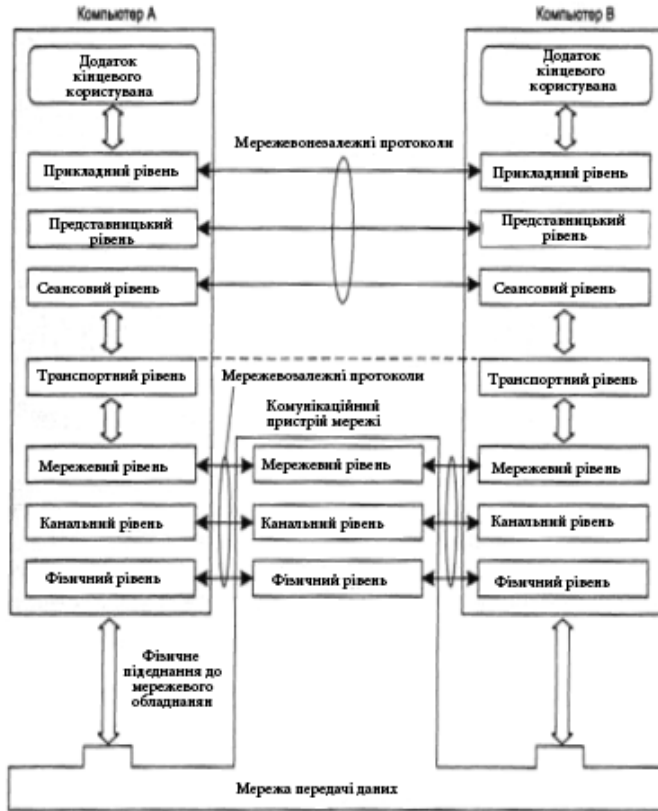 Компьютер А
Компьютер В
Додаток
кінцевого
користувана
Додаток
кінцевого
користувана
Мережевонезалежні протоколи
Прикладний рівень
Прикладний рівень
Представницький
рівень
Представницький
рівень
Сеансовий рівень
Сеансовий рівень
Транспортний рівень
Мережевозалежні протоколи
Транспортний рівень
Комунікаційний
пристрій мережі
Мережевий рівень
Мережевий рівень
Мережевий рівень
Канальний рівень
Канальний рівень
Канальний рівень
Фізичний рівень
Фізичний рівень
Фізичний рівень
Фізичне
підєднання до
мережевого
обладнанян
Мережа передачі даних